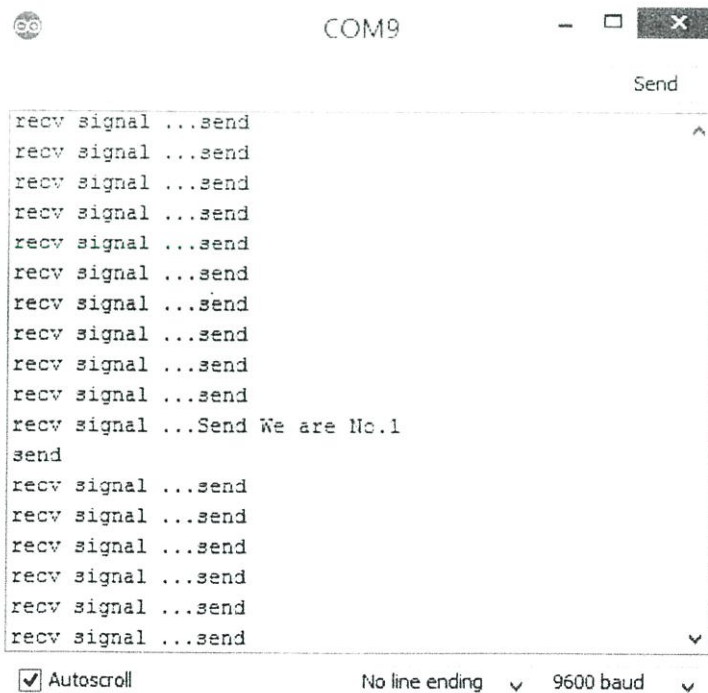 COM9
Send
recv signal ...send
recv signal ...send
recv signal ...send
recv signal ...send
recv signal ...send
recv signal ...send
recv signal ...send
recv signal ...send
recv signal ...send
recv signal ...send
recv signal ...Send We are No.1
send
recv signal ...send
recv signal ...send
recv signal ...send
recv signal ...send
recv signal ...send
recv signal ...send
Autoscroll No line ending 9600 baud